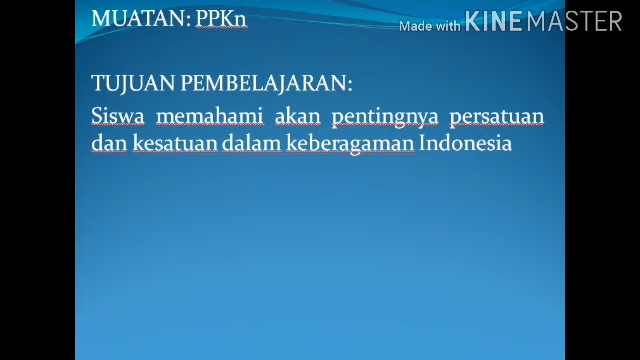 MUATAN: PPKn
Made with KINEMASTER
TUJUAN PEMBELAJARAN:
Siswa memahami akan pentingnya persatuan
dan kesatuan dalam keberagaman Indonesia